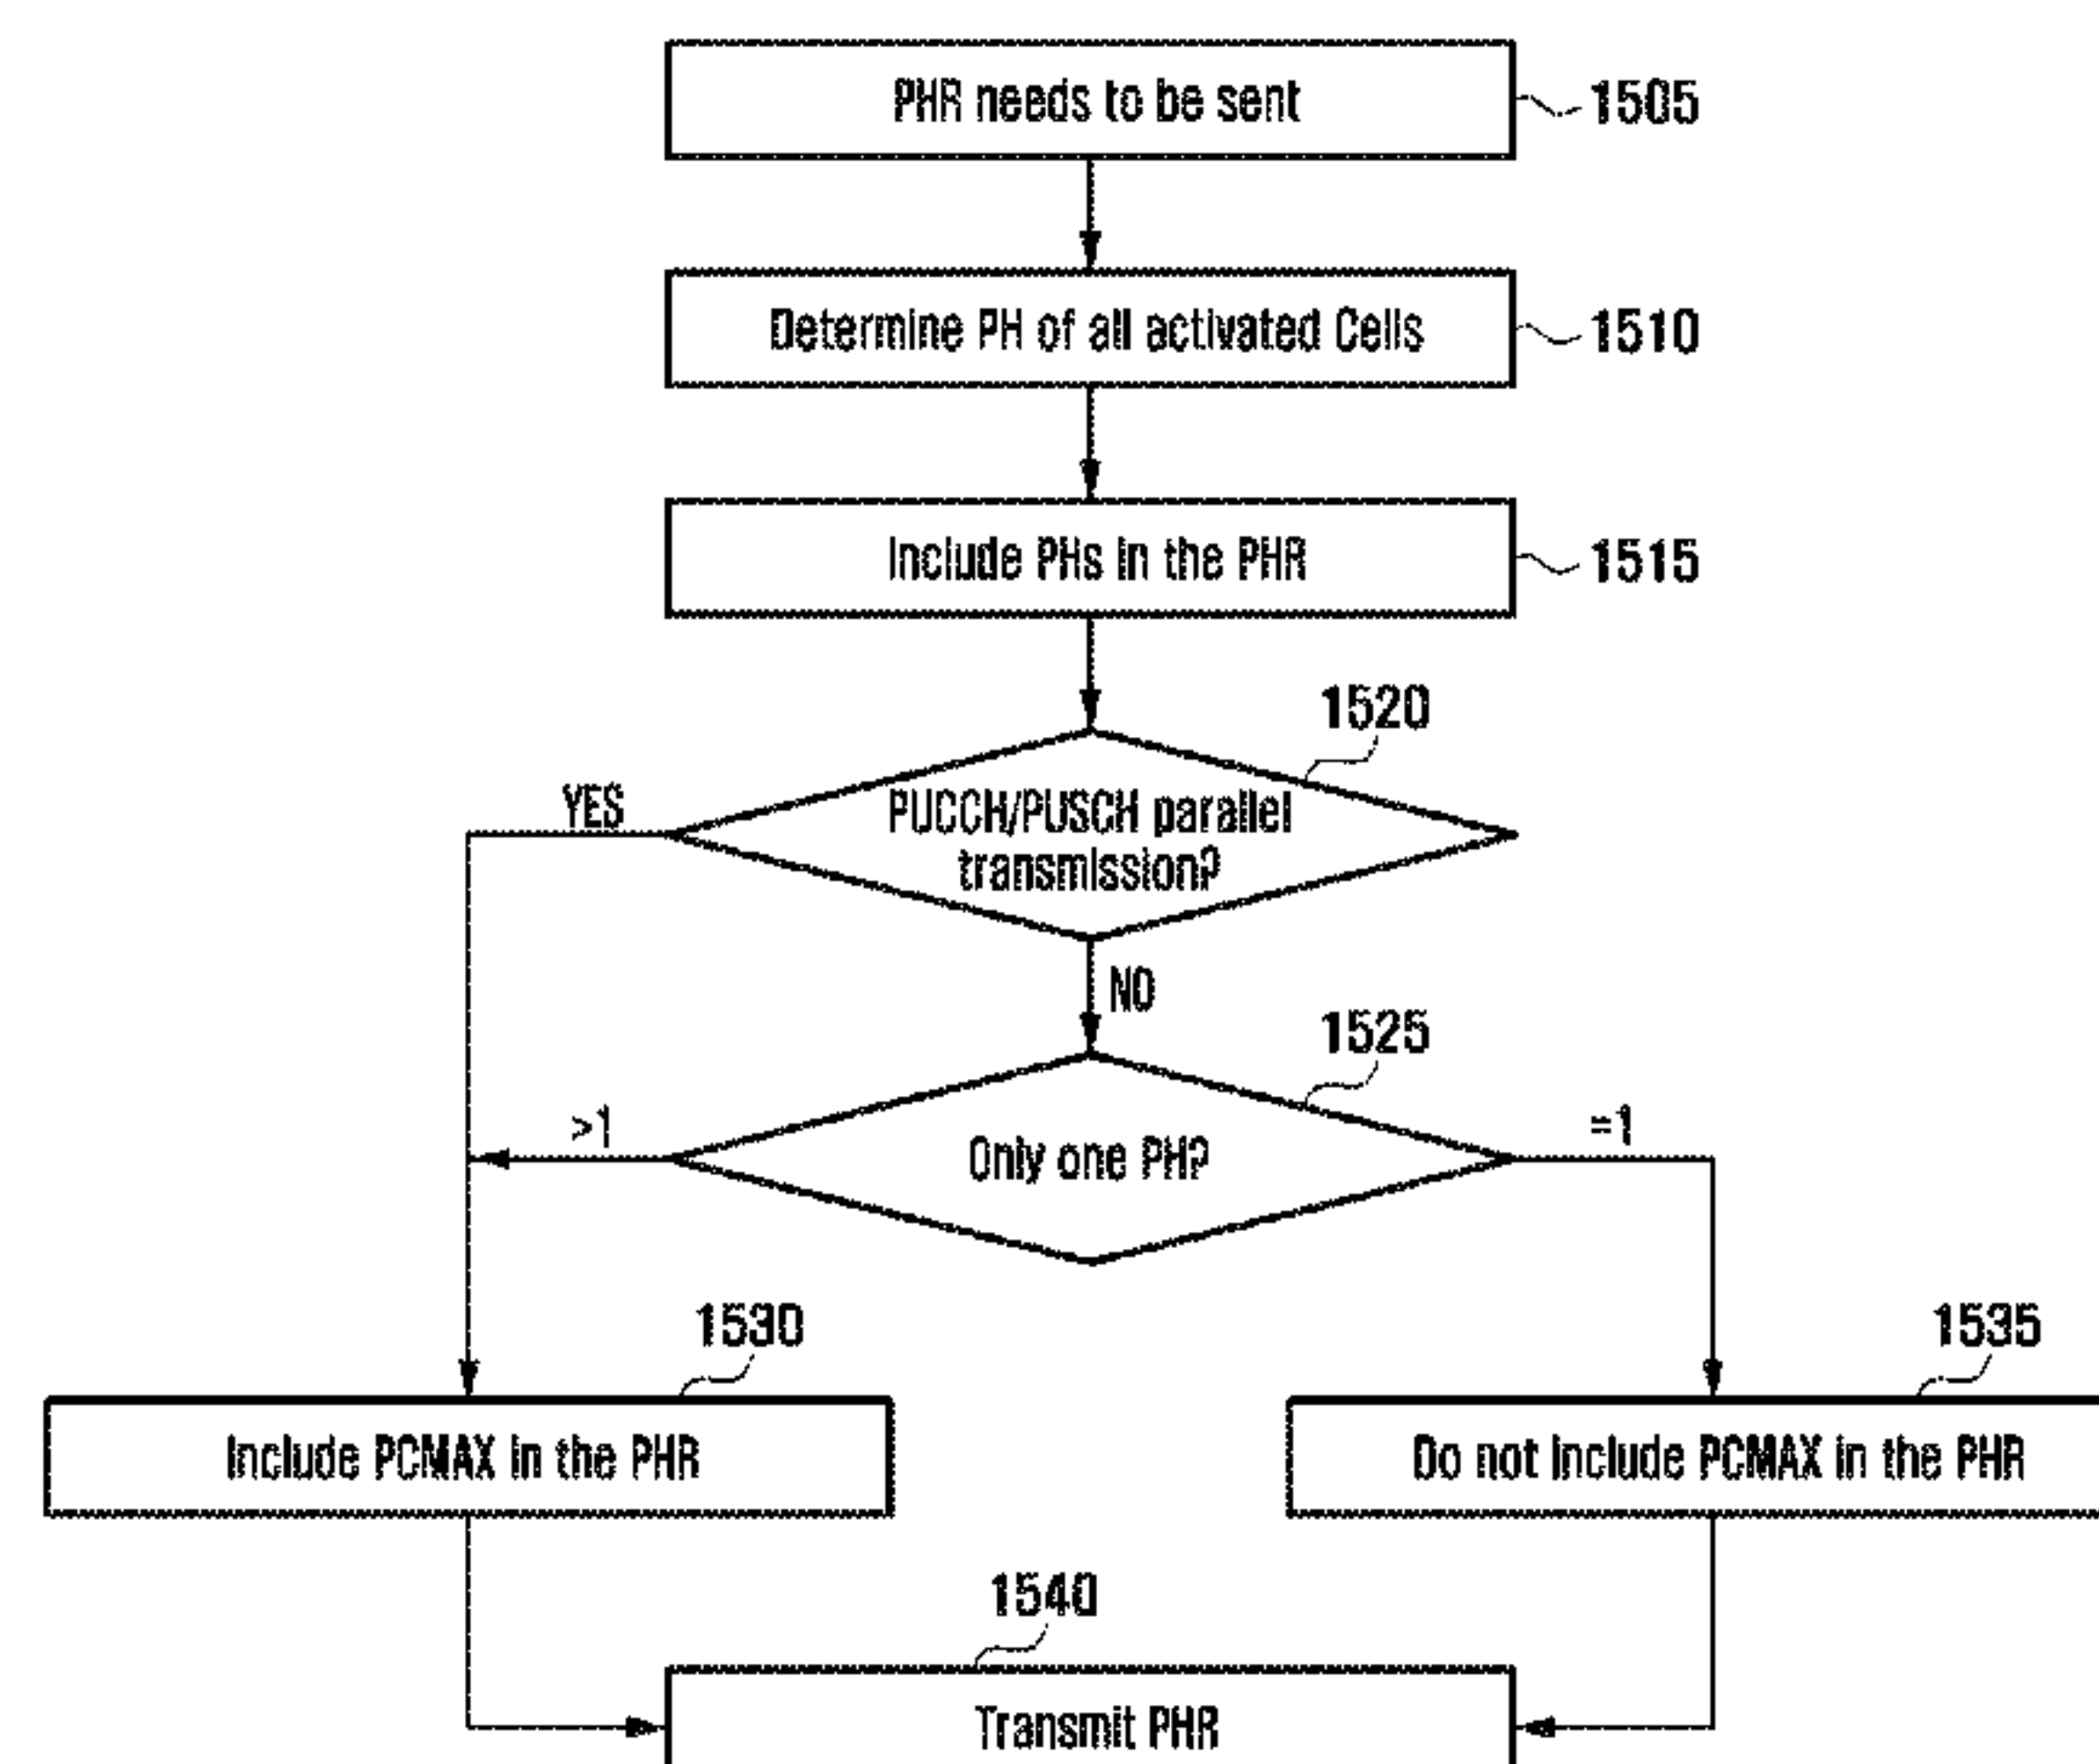 PHR needs to be sent
1505
Determine PH of all activated Cells
1510
Include PHs in the PHR
1515
1520
YES
PUCCH/PUSCH parallel
transmission?
NO
1525
>1
Only one PH?
=1
1530
1535
Include PCMAX in the PHR
Do not include PCMAX in the PHR
1540
Transmit PHR